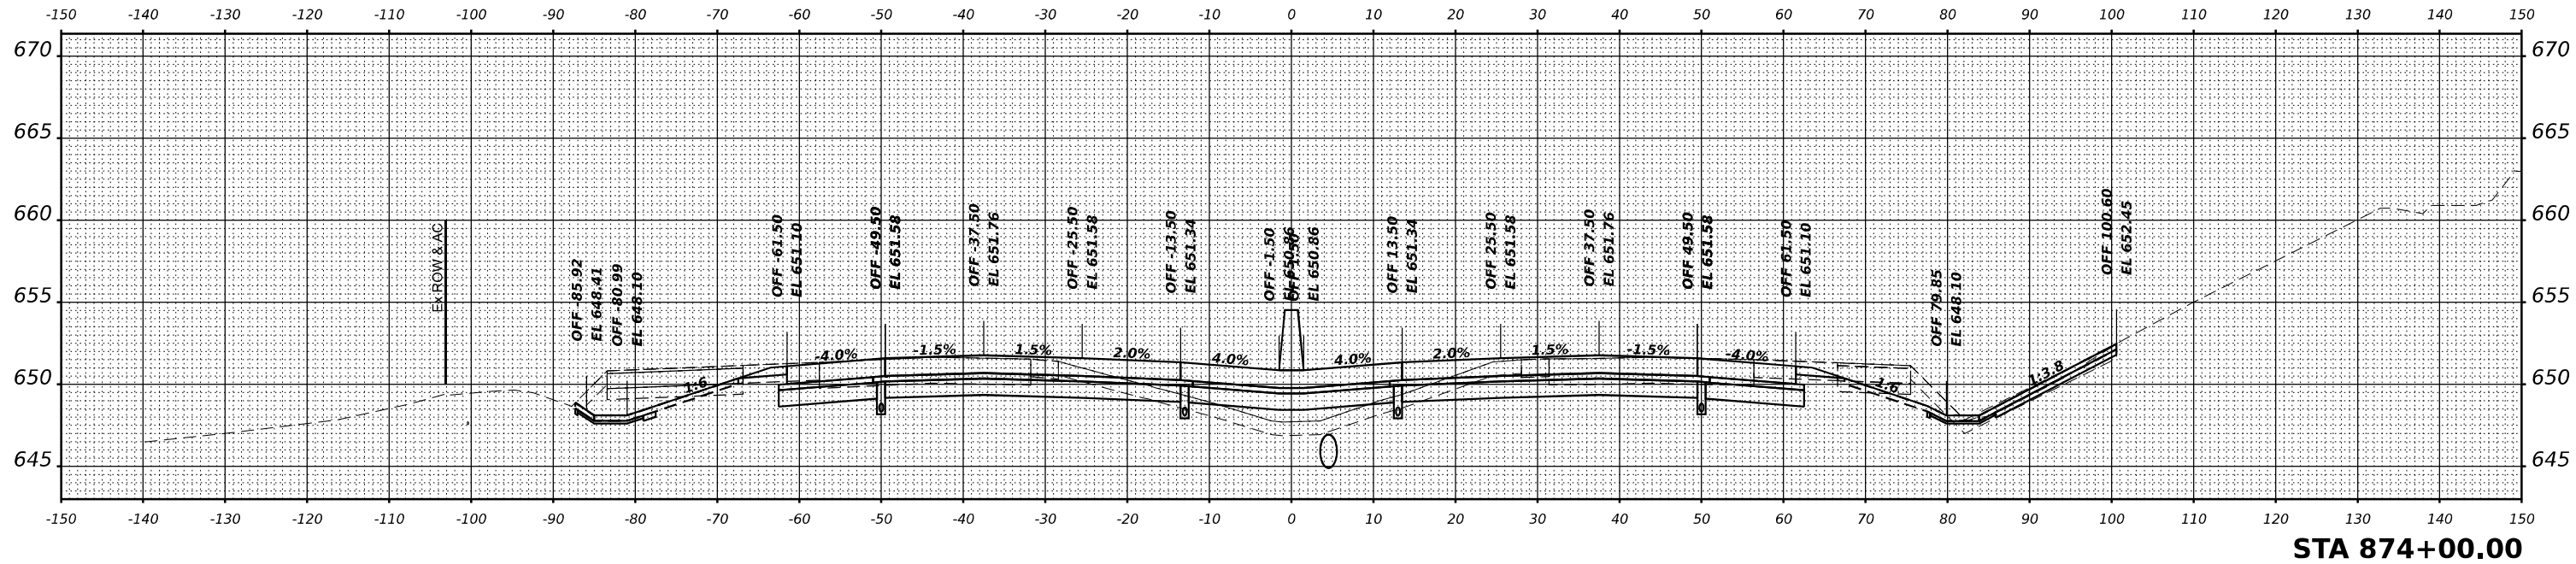 -150 -140 -130 -120 -110 -100 -90 -80 -70 -60 -50 -40 -30 -20 -10 0 10 20 30 40 50 60 70 80 90 100 110 120 130 140 150
670 670
665 665
660 660
655 655
650 650
645 645
Ex ROW & AC
OFF -85.92
EL 648.41
OFF -80.99
EL 648.10
OFF -61.50
EL 651.10
OFF -49.50
EL 651.58
OFF -37.50
EL 651.76
OFF -25.50
EL 651.58
OFF -13.50
EL 651.34
OFF -1.50
EL 650.86
OFF 1.50
EL 650.86
OFF 13.50
EL 651.34
OFF 25.50
EL 651.58
OFF 37.50
EL 651.76
OFF 49.50
EL 651.58
OFF 61.50
EL 651.10
OFF 79.85
EL 648.10
OFF 100.60
EL 652.45
1:6 -4.0% -1.5% 1.5% 2.0% 4.0% 4.0% 2.0% 1.5% -1.5% -4.0% 1:6 1:3.8
-150 -140 -130 -120 -110 -100 -90 -80 -70 -60 -50 -40 -30 -20 -10 0 10 20 30 40 50 60 70 80 90 100 110 120 130 140 150
STA 874+00.00